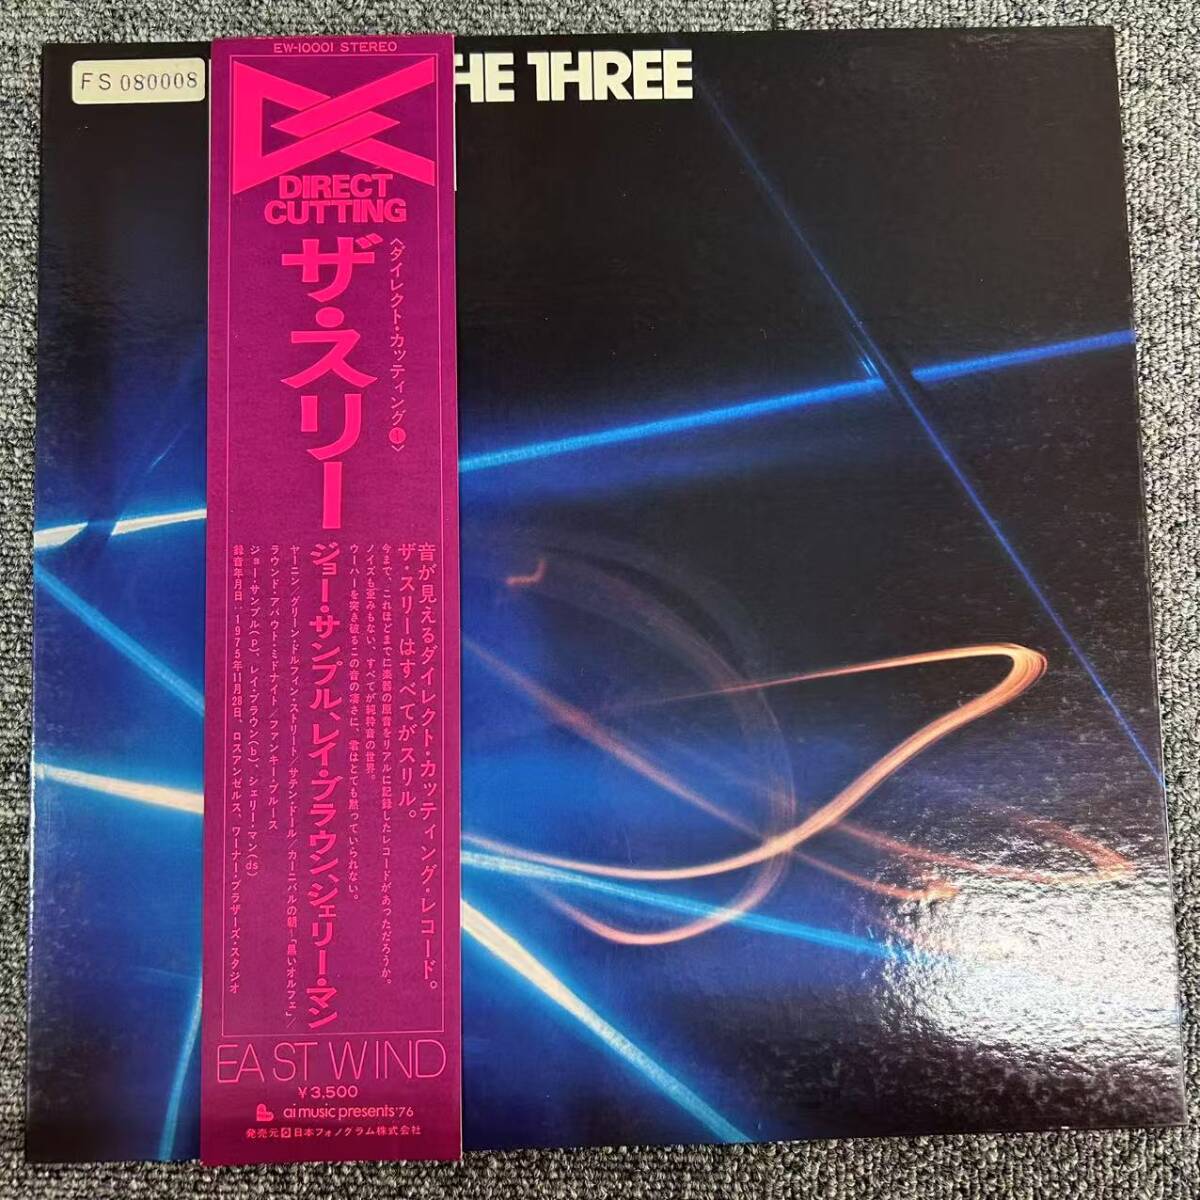 FS 080008
HE THREE
EW-10001 STEREO
DIRECT
CUTTING
〈ダイレクト・カッティング❶〉
ザ・スリー
ジョー・サンプル、レイ・ブラウン、シェリー・マン
音が見えるダイレクト・カッティング・レコード。
ザ・スリーはすべてがスリル。
今まで、これほどまでに楽器の原音をリアルに記録したレコードがあっただろうか。
ノイズも歪みもない、すべてが純粋音の世界。
ウーハーを突き破るこの音の凄さに、君はとても黙っていられない。
ヤーニン/グリーン・ドルフィン・ストリート/サテン・ドール/カーニバルの朝-「黒いオルフェ」/
ラウンド・アバウト・ミドナイト/ファンキー・ブルース
ジョー・サンプル(p)、レイ・ブラウン(b)、シェリー・マン(ds)
録音年月日:1975年11月28日、ロスアンゼルス、ワーナー・ブラザーズ・スタジオ
EAST WIND
¥3,500
ai music presents '76
発売元 日本フォノグラム株式会社